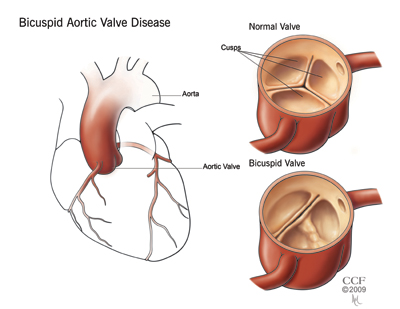 Bicuspid Aortic Valve Disease
Normal Valve
Cusps
Aorta
Aortic Valve
Bicuspid Valve
CCF
©2009